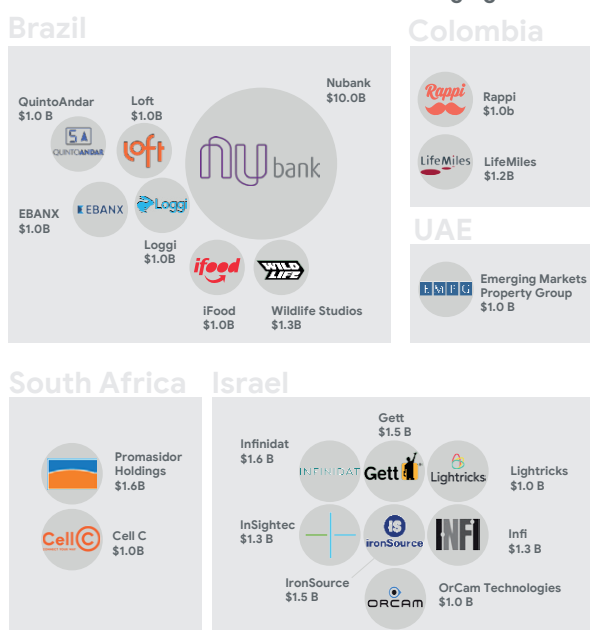 Brazil
Nubank
$10.0B
QuintoAndar
$1.0 B
Loft
$1.0B
QUINTOANDAR
loft
nu bank
EBANX
$1.0B
EBANX
Loggi
Loggi
$1.0B
ifood
WILD
LIFE
iFood
$1.0B
Wildlife Studios
$1.3B
Colombia
Rappi
Rappi
$1.0b
LifeMiles
LifeMiles
$1.2B
UAE
EMPG
Emerging Markets
Property Group
$1.0 B
South Africa
Promasidor
Holdings
$1.6B
Cell C
Cell C
$1.0B
Israel
Gett
$1.5 B
Infinidat
$1.6 B
INFINIDAT
Gett
Lightricks
Lightricks
$1.0 B
InSightec
$1.3 B
IS
ironSource
INFI
Infi
$1.3 B
IronSource
$1.5 B
ORCAM
OrCam Technologies
$1.0 B